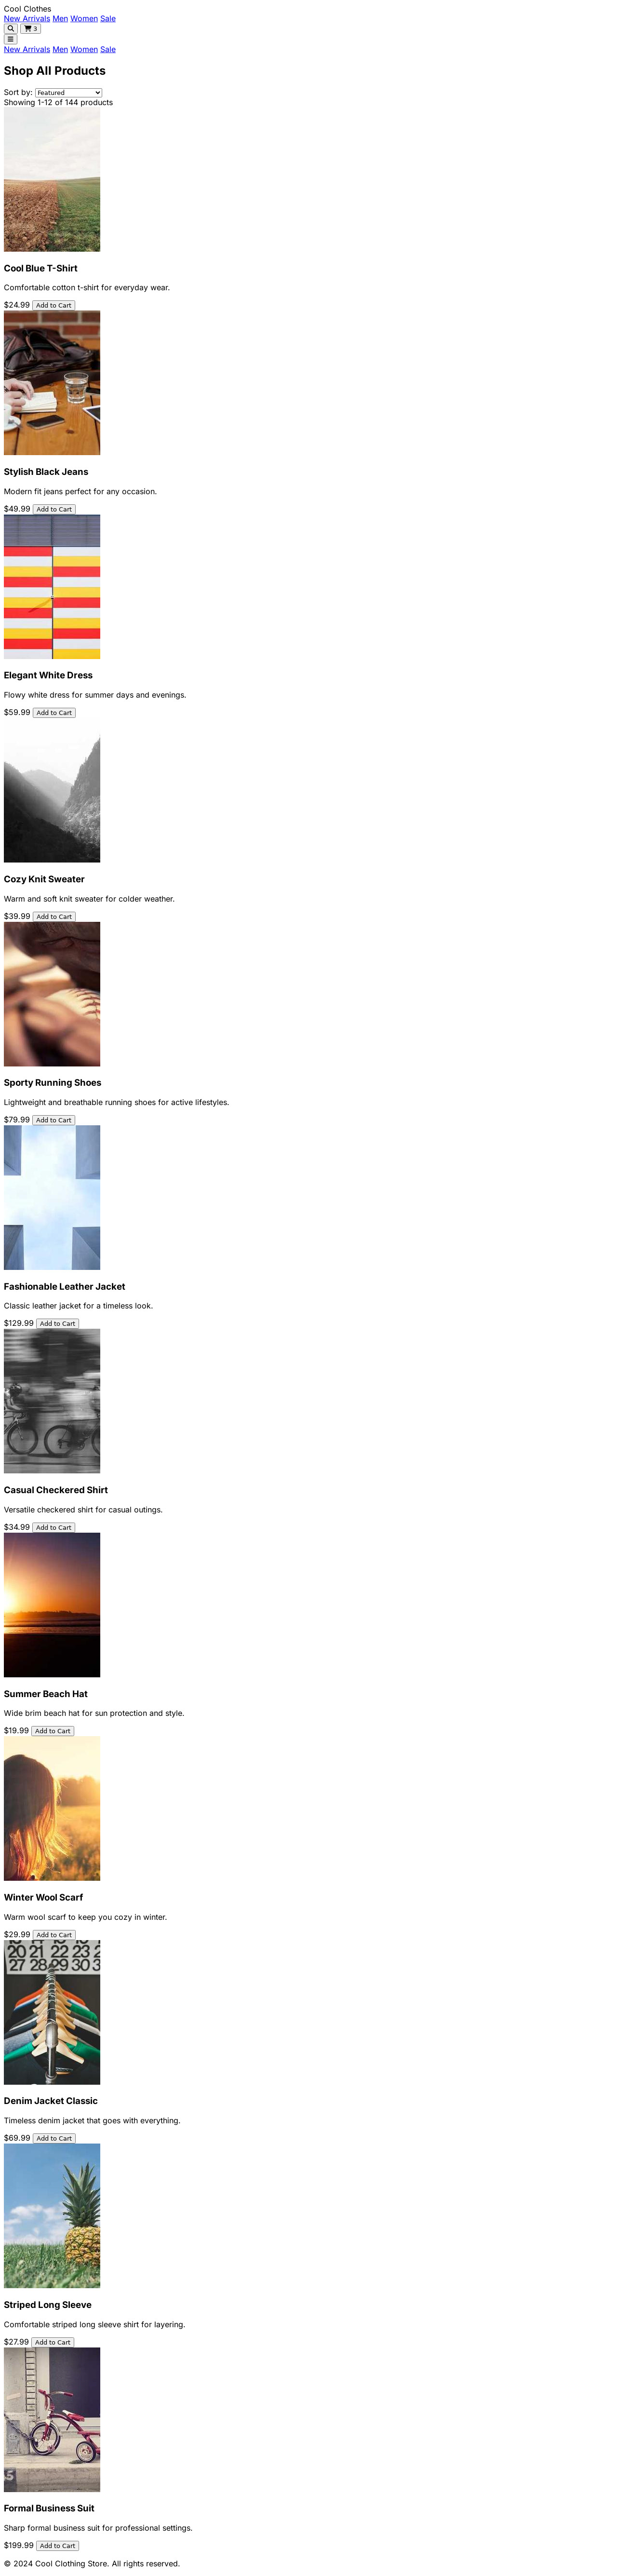 Cool Clothes
New Arrivals Men Women Sale
3
New Arrivals Men Women Sale
Shop All Products
Sort by: Featured
Showing 1-12 of 144 products
Cool Blue T-Shirt
Comfortable cotton t-shirt for everyday wear.
$24.99 Add to Cart
Stylish Black Jeans
Modern fit jeans perfect for any occasion.
$49.99 Add to Cart
Elegant White Dress
Flowy white dress for summer days and evenings.
$59.99 Add to Cart
Cozy Knit Sweater
Warm and soft knit sweater for colder weather.
$39.99 Add to Cart
Sporty Running Shoes
Lightweight and breathable running shoes for active lifestyles.
$79.99 Add to Cart
Fashionable Leather Jacket
Classic leather jacket for a timeless look.
$129.99 Add to Cart
Casual Checkered Shirt
Versatile checkered shirt for casual outings.
$34.99 Add to Cart
Summer Beach Hat
Wide brim beach hat for sun protection and style.
$19.99 Add to Cart
Winter Wool Scarf
Warm wool scarf to keep you cozy in winter.
$29.99 Add to Cart
20 21 22 23
27 28 29 30 3
Denim Jacket Classic
Timeless denim jacket that goes with everything.
$69.99 Add to Cart
Striped Long Sleeve
Comfortable striped long sleeve shirt for layering.
$27.99 Add to Cart
Formal Business Suit
Sharp formal business suit for professional settings.
$199.99 Add to Cart
© 2024 Cool Clothing Store. All rights reserved.